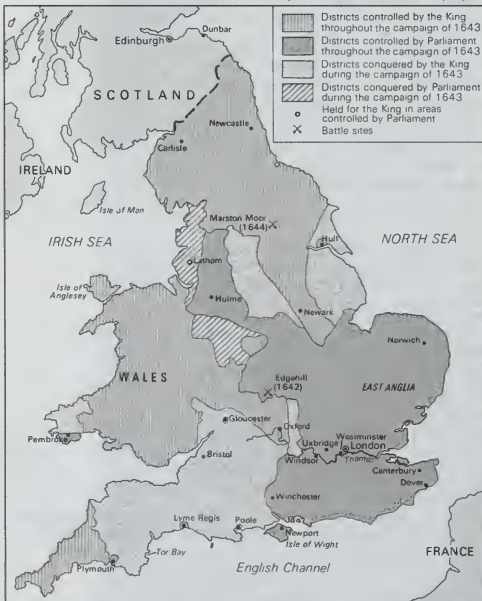 Districts controlled by the King
throughout the campaign of 1643
Districts controlled by Parliament
throughout the campaign of 1643
Districts conquered by the King
during the campaign of 1643
Districts conquered by Parliament
during the campaign of 1643
Held for the King in areas
controlled by Parliament
Battle sites
Edinburgh
Dunbar
SCOTLAND
Newcastle
Carlisle
IRELAND
Isle of Man
Marston Moor
(1644)
IRISH SEA
Hull
NORTH SEA
Lathom
Isle of
Anglesey
Hulme
Newark
Norwich
WALES
Edgehill
(1642)
EAST ANGLIA
Gloucester
Oxford
Westminster
Pembroke
Uxbridge
London
Bristol
Windsor
Thames
Canterbury
Dover
Winchester
Lyme Regis
Poole
Newport
Isle of Wight
Tor Bay
FRANCE
Plymouth
English Channel